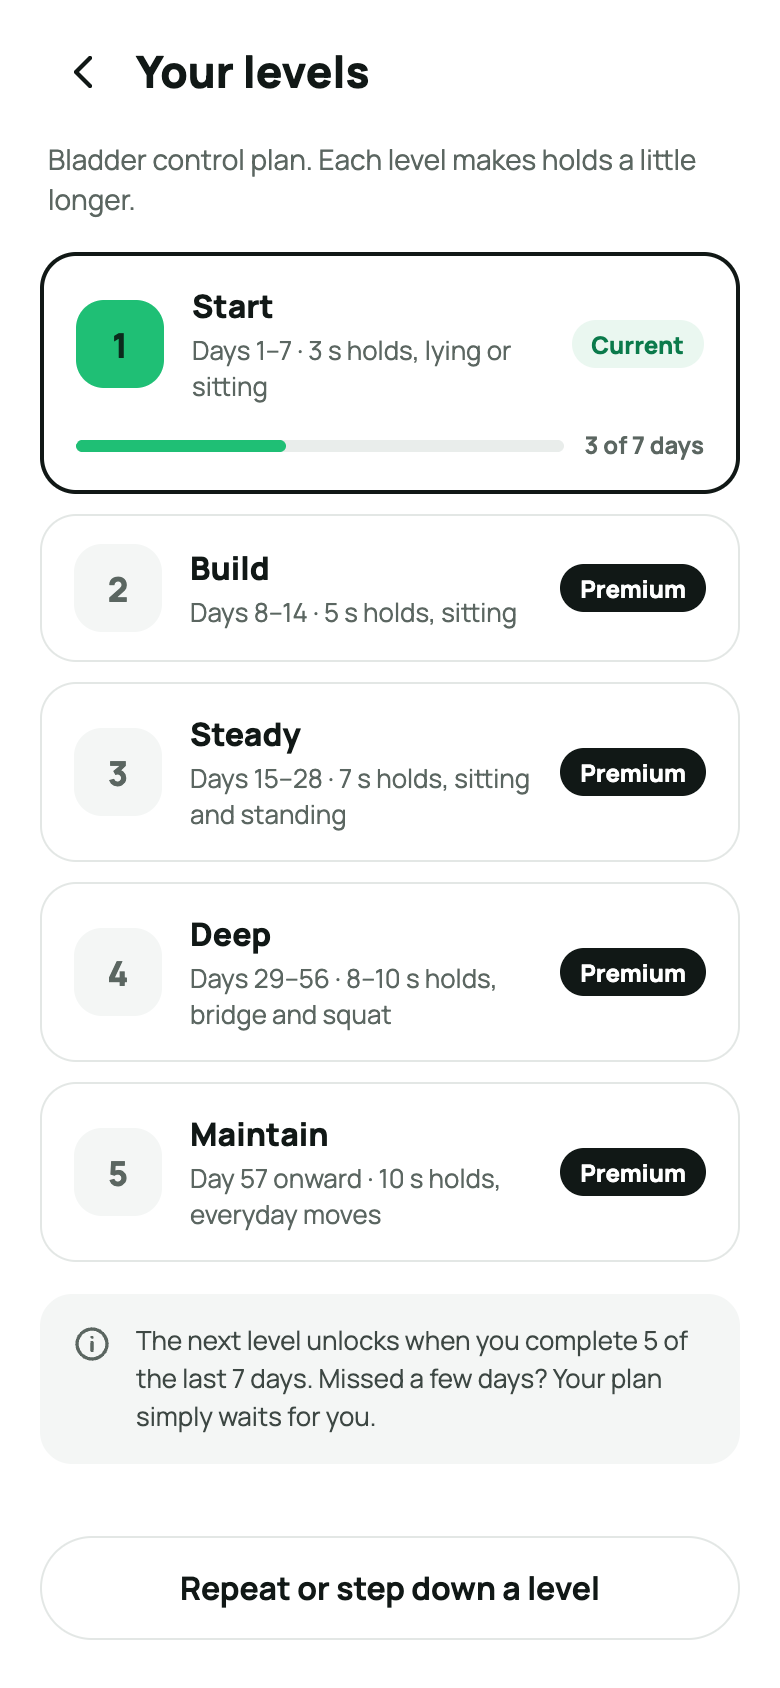 Your levels
Bladder control plan. Each level makes holds a little
longer.
1
Start
Days 1–7 · 3 s holds, lying or
sitting
Current
3 of 7 days
2
Build
Days 8–14 · 5 s holds, sitting
Premium
3
Steady
Days 15–28 · 7 s holds, sitting
and standing
Premium
4
Deep
Days 29–56 · 8–10 s holds,
bridge and squat
Premium
5
Maintain
Day 57 onward · 10 s holds,
everyday moves
Premium
The next level unlocks when you complete 5 of
the last 7 days. Missed a few days? Your plan
simply waits for you.
Repeat or step down a level